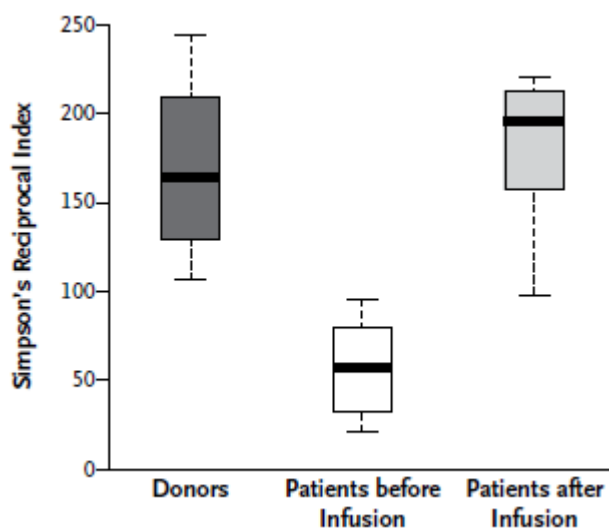 Simpson's Reciprocal Index
250
200
150
100
50
0
Donors
Patients before
Infusion
Patients after
Infusion